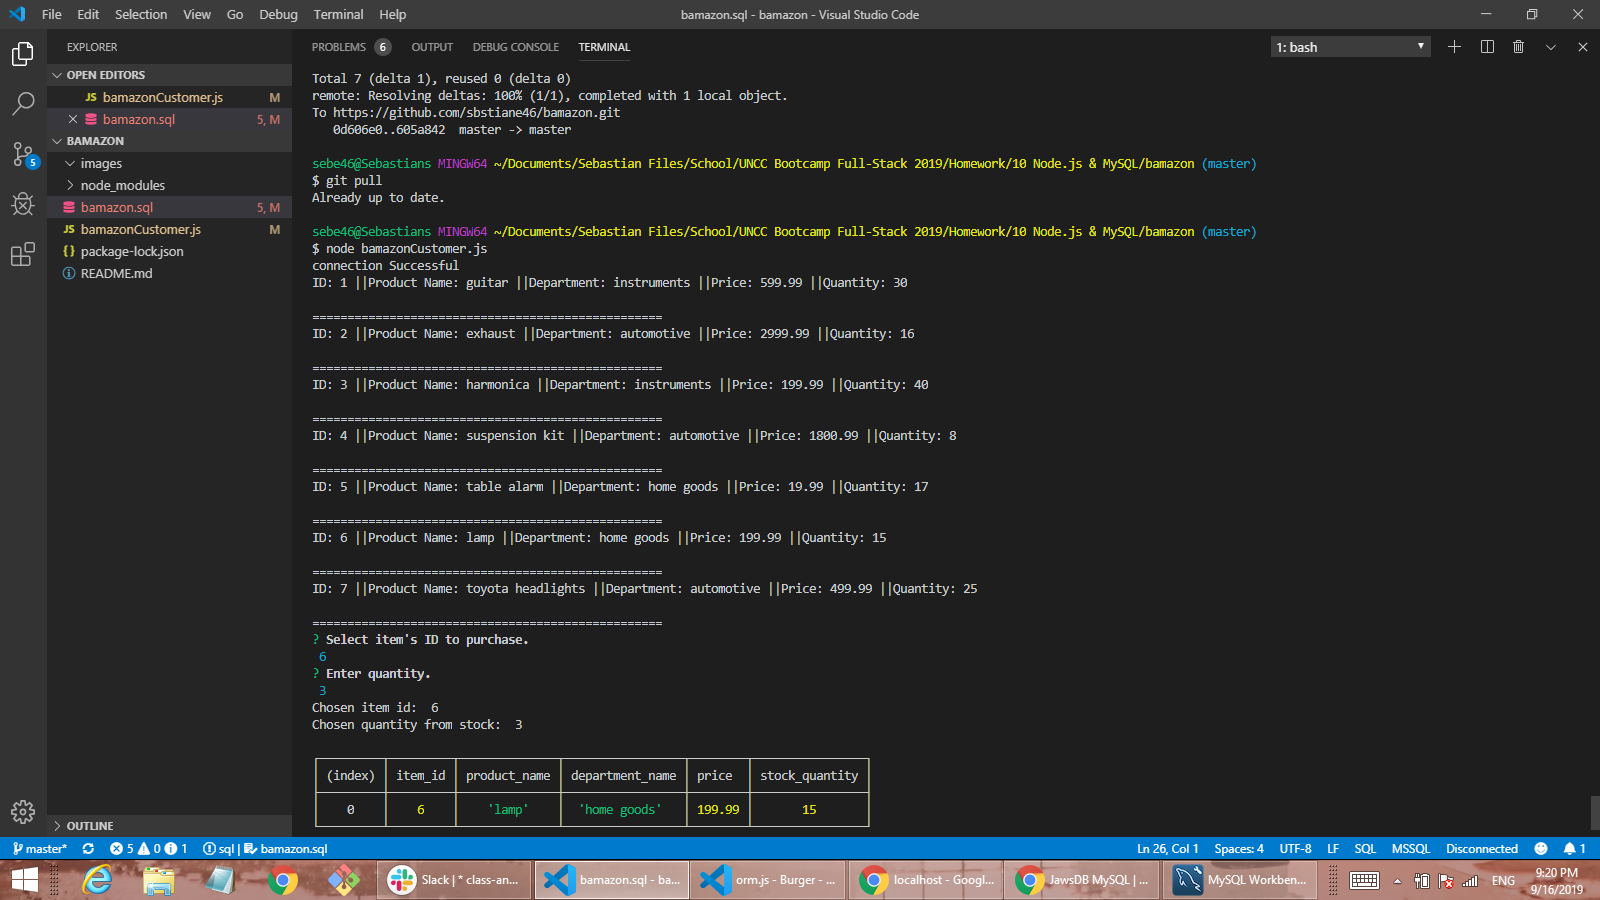 File Edit Selection View Go Debug Terminal Help
bamazon.sql - bamazon - Visual Studio Code
EXPLORER
OPEN EDITORS
JS bamazonCustomer.js M
bamazon.sql 5, M
BAMAZON
images
node_modules
bamazon.sql 5, M
JS bamazonCustomer.js M
{} package-lock.json
README.md
OUTLINE
5
PROBLEMS 6 OUTPUT DEBUG CONSOLE TERMINAL
1: bash
Total 7 (delta 1), reused 0 (delta 0)
remote: Resolving deltas: 100% (1/1), completed with 1 local object.
To https://github.com/sbstiane46/bamazon.git
0d606e0..605a842 master -> master
sebe46@Sebastians MINGW64 ~/Documents/Sebastian Files/School/UNCC Bootcamp Full-Stack 2019/Homework/10 Node.js & MySQL/bamazon (master)
$ git pull
Already up to date.
sebe46@Sebastians MINGW64 ~/Documents/Sebastian Files/School/UNCC Bootcamp Full-Stack 2019/Homework/10 Node.js & MySQL/bamazon (master)
$ node bamazonCustomer.js
connection Successful
ID: 1 ||Product Name: guitar ||Department: instruments ||Price: 599.99 ||Quantity: 30
==================================================
ID: 2 ||Product Name: exhaust ||Department: automotive ||Price: 2999.99 ||Quantity: 16
==================================================
ID: 3 ||Product Name: harmonica ||Department: instruments ||Price: 199.99 ||Quantity: 40
==================================================
ID: 4 ||Product Name: suspension kit ||Department: automotive ||Price: 1800.99 ||Quantity: 8
==================================================
ID: 5 ||Product Name: table alarm ||Department: home goods ||Price: 19.99 ||Quantity: 17
==================================================
ID: 6 ||Product Name: lamp ||Department: home goods ||Price: 199.99 ||Quantity: 15
==================================================
ID: 7 ||Product Name: toyota headlights ||Department: automotive ||Price: 499.99 ||Quantity: 25
==================================================
? Select item's ID to purchase.
6
? Enter quantity.
3
Chosen item id: 6
Chosen quantity from stock: 3
(index) item_id product_name department_name price stock_quantity
0 6 'lamp' 'home goods' 199.99 15
master* 5 0 1 sql | bamazon.sql
Ln 26, Col 1 Spaces: 4 UTF-8 LF SQL MSSQL Disconnected 1
Slack | * class-an... bamazon.sql - ba... orm.js - Burger - ... localhost - Googl... JawsDB MySQL | ... MySQL Workben...
ENG
9:20 PM
9/16/2019